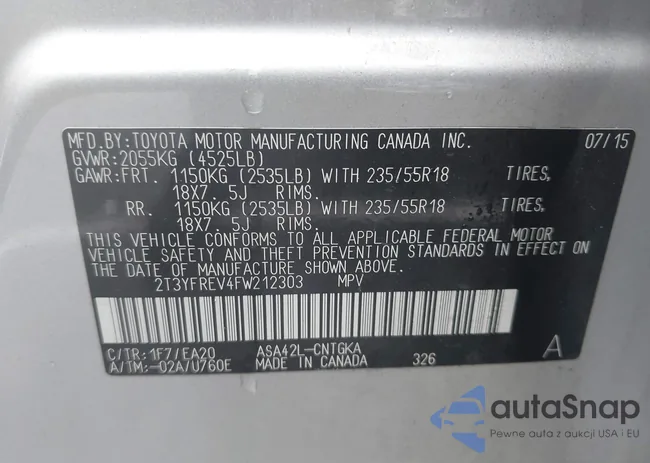 MFD.BY:TOYOTA MOTOR MANUFACTURING CANADA INC. 07/15
GVWR:2055KG (4525LB)
GAWR:FRT. 1150KG (2535LB) WITH 235/55R18 TIRES,
18X7. 5J RIMS.
RR. 1150KG (2535LB) WITH 235/55R18 TIRES,
18X7. 5J RIMS.
THIS VEHICLE CONFORMS TO ALL APPLICABLE FEDERAL MOTOR
VEHICLE SAFETY AND THEFT PREVENTION STANDARDS IN EFFECT ON
THE DATE OF MANUFACTURE SHOWN ABOVE.
2T3YFREV4FW212303 MPV
C/TR:1F7/EA20 ASA42L-CNTGKA A
A/TM:-02A/U760E MADE IN CANADA 326
autaSnap
Pewne auta z aukcji USA i EU